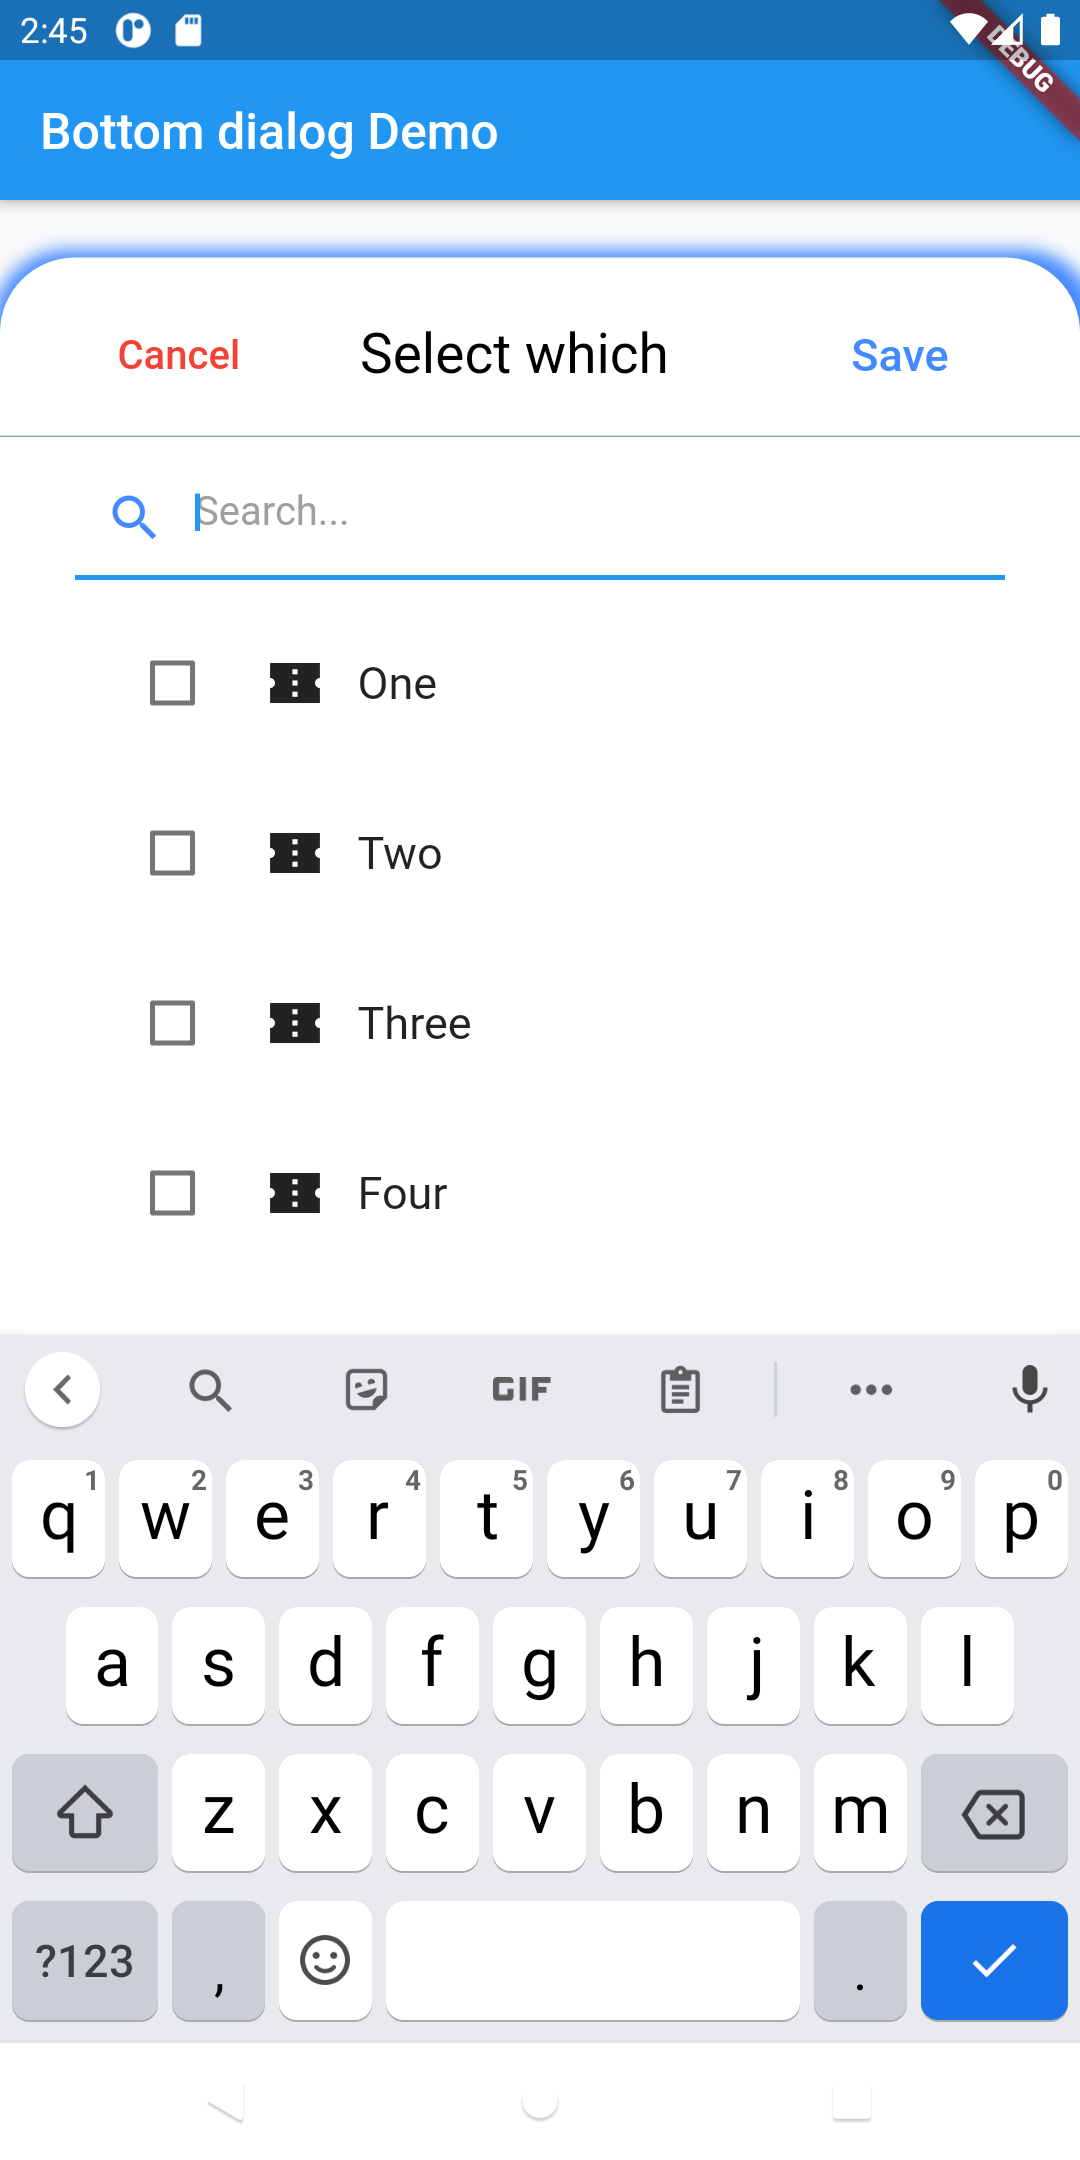 2:45
DEBUG
Bottom dialog Demo
Cancel Select which Save
Search...
One
Two
Three
Four
GIF
q 1 w 2 e 3 r 4 t 5 y 6 u 7 i 8 o 9 p 0
a s d f g h j k l
z x c v b n m
?123 , .